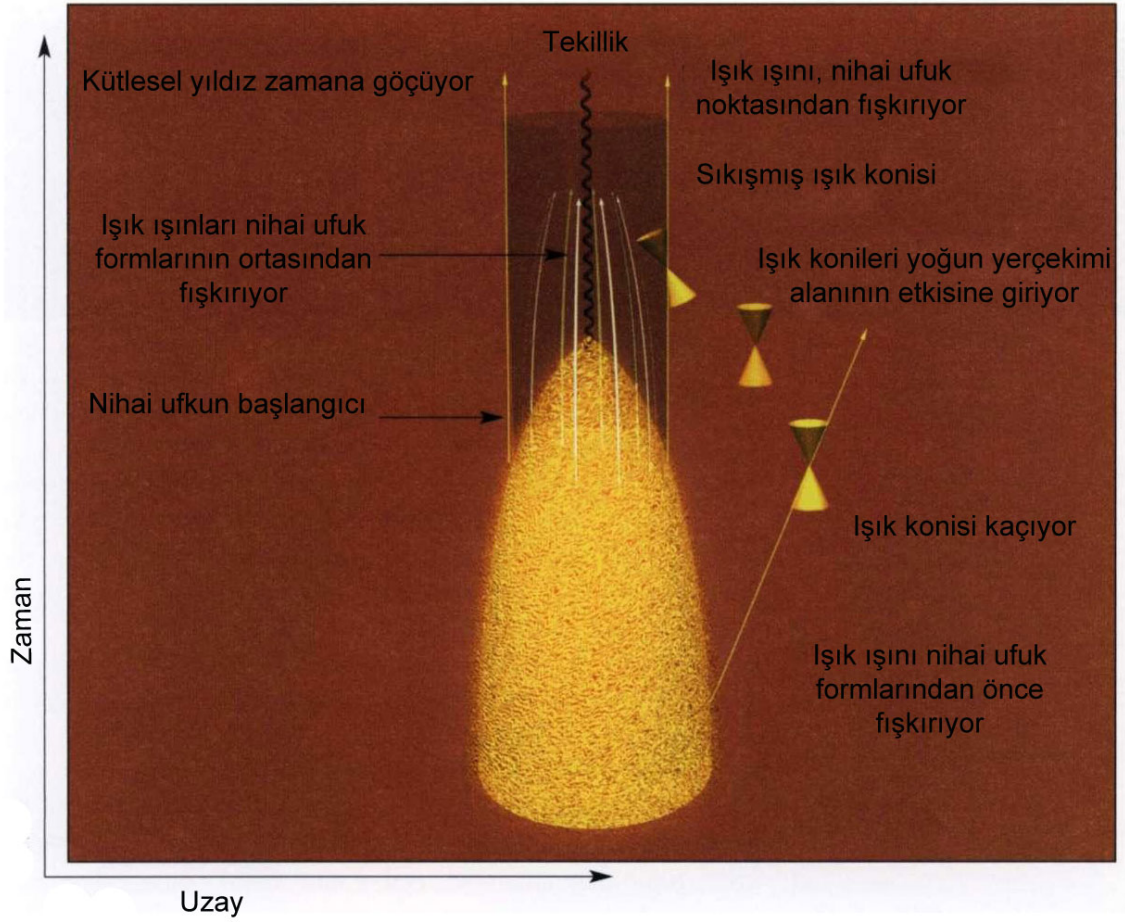 Tekillik
Kütlesel yıldız zamana göçüyor
Işık ışını, nihai ufuk
noktasından fışkırıyor
Sıkışmış ışık konisi
Işık ışınları nihai ufuk
formlarının ortasından
fışkırıyor
Işık konileri yoğun yerçekimi
alanının etkisine giriyor
Nihai ufkun başlangıcı
Işık konisi kaçıyor
Işık ışını nihai ufuk
formlarından önce
fışkırıyor
Zaman
Uzay